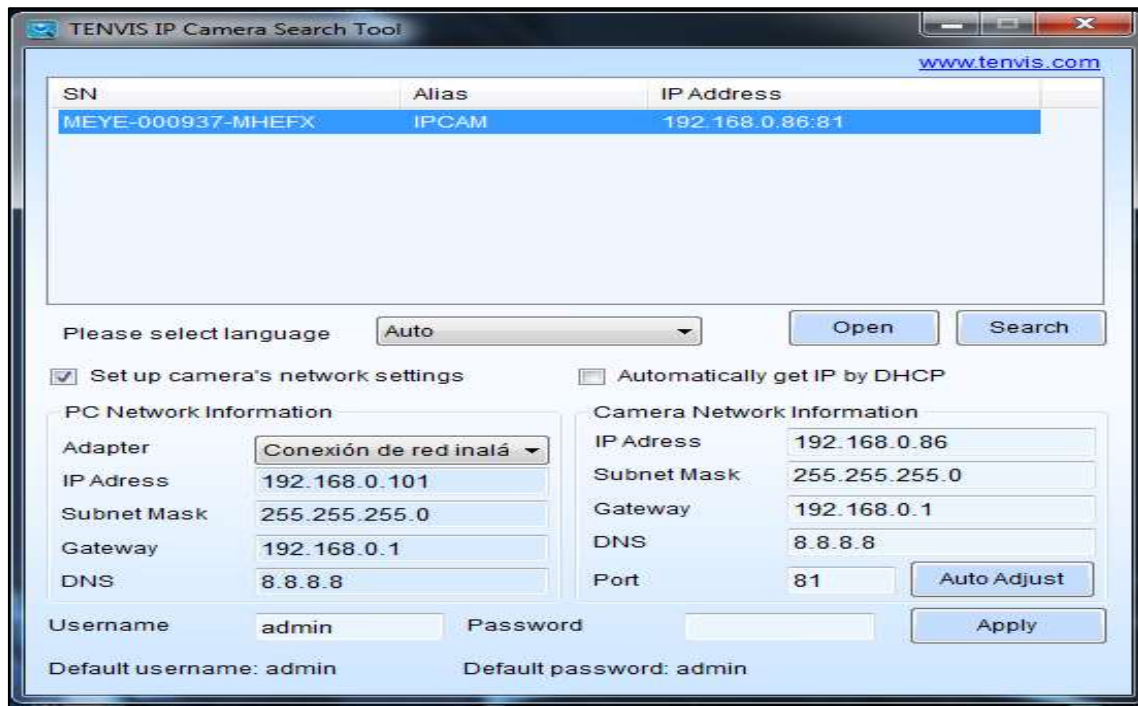 TENVIS IP Camera Search Tool
www.tenvis.com
SN Alias IP Address
MEYE-000937-MHEFX IPCAM 192.168.0.86:81
Please select language Auto Open Search
Set up camera's network settings Automatically get IP by DHCP
PC Network Information
Adapter Conexión de red inalá
IP Adress 192.168.0.101
Subnet Mask 255.255.255.0
Gateway 192.168.0.1
DNS 8.8.8.8
Camera Network Information
IP Adress 192.168.0.86
Subnet Mask 255.255.255.0
Gateway 192.168.0.1
DNS 8.8.8.8
Port 81 Auto Adjust
Username admin Password Apply
Default username: admin Default password: admin